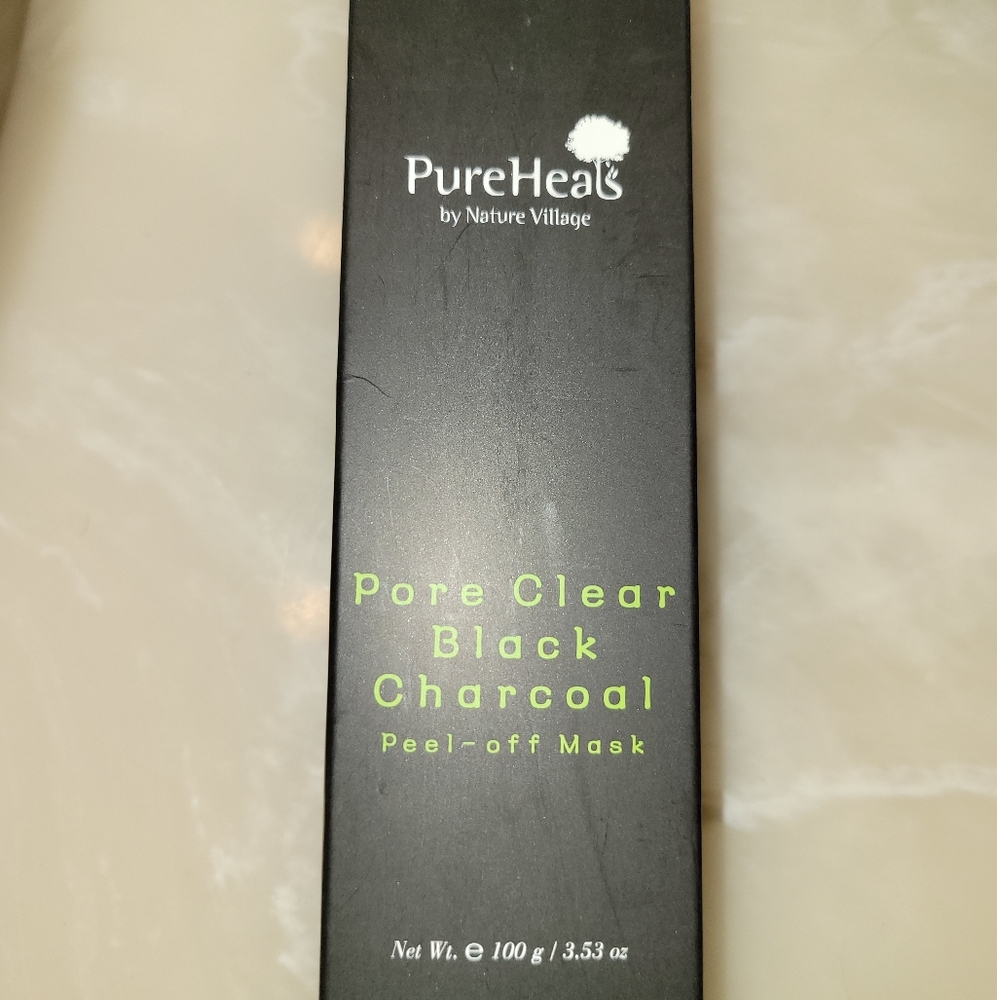 PureHeals
by Nature Village
Pore Clear
Black
Charcoal
Peel-off Mask
Net Wt. ℮ 100 g / 3.53 oz